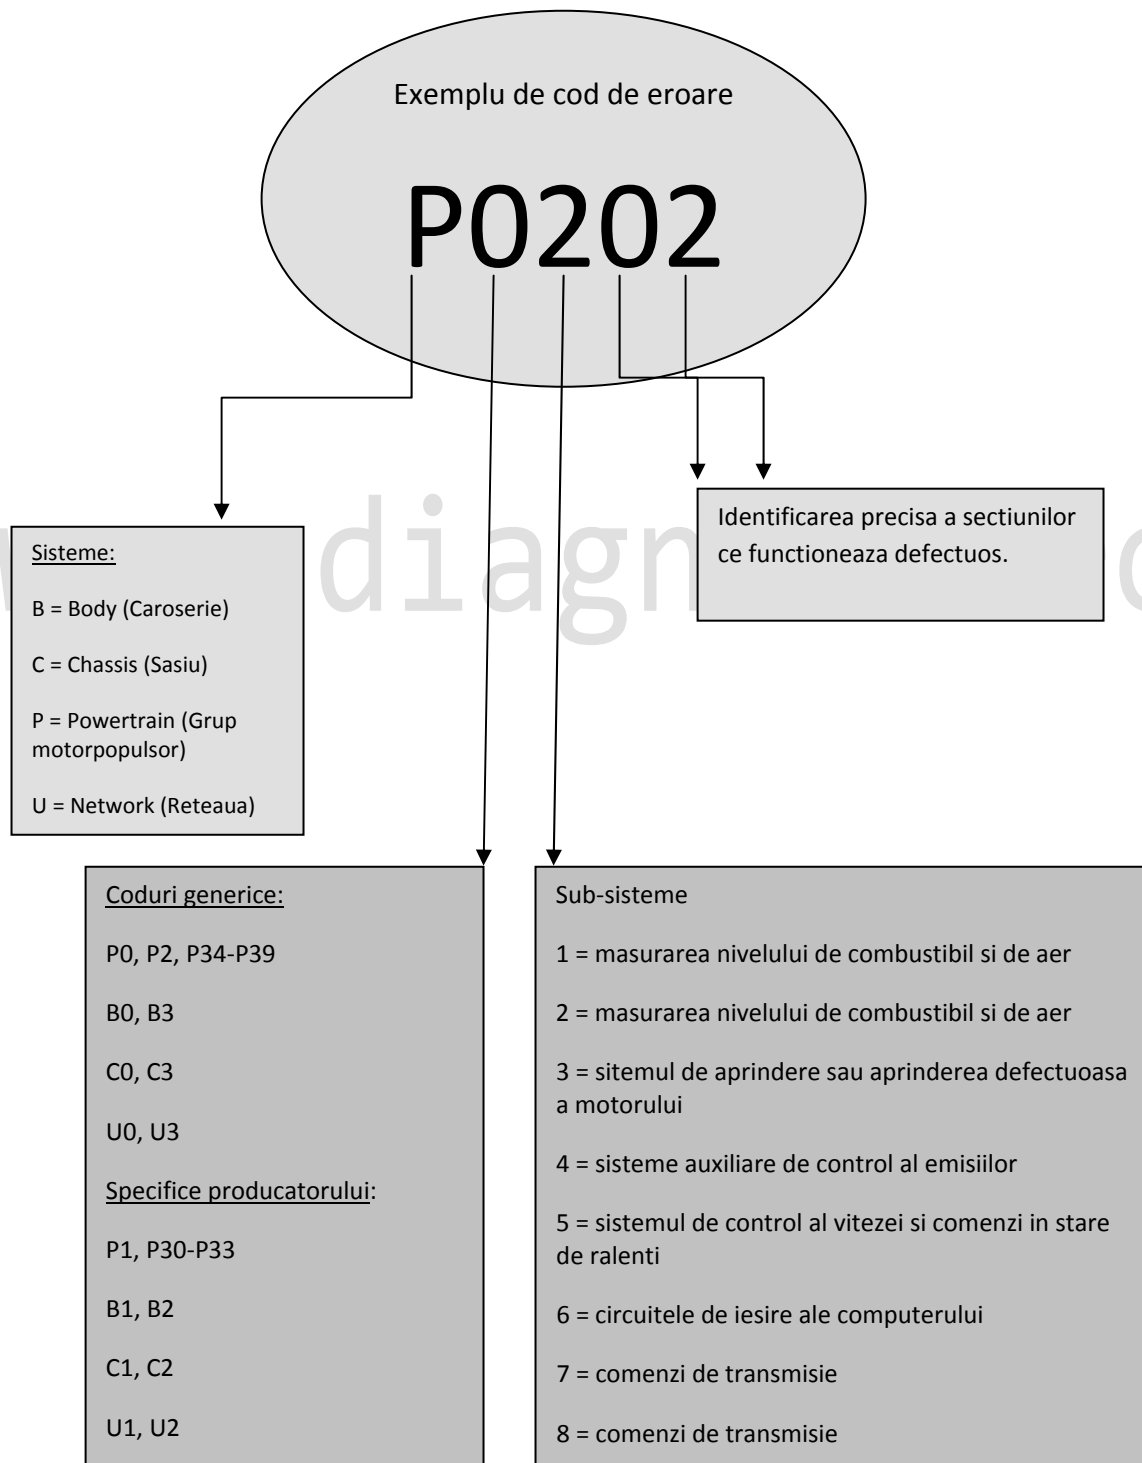 Exemplu de cod de eroare
P0202
Identificarea precisa a sectiunilor
ce functioneaza defectuos.
Sisteme:
B = Body (Caroserie)
C = Chassis (Sasiu)
P = Powertrain (Grup
motorpopulsor)
U = Network (Reteaua)
Coduri generice:
P0, P2, P34-P39
B0, B3
C0, C3
U0, U3
Specifice producatorului:
P1, P30-P33
B1, B2
C1, C2
U1, U2
Sub-sisteme
1 = masurarea nivelului de combustibil si de aer
2 = masurarea nivelului de combustibil si de aer
3 = sitemul de aprindere sau aprinderea defectuoasa
a motorului
4 = sisteme auxiliare de control al emisiilor
5 = sistemul de control al vitezei si comenzi in stare
de ralenti
6 = circuitele de iesire ale computerului
7 = comenzi de transmisie
8 = comenzi de transmisie